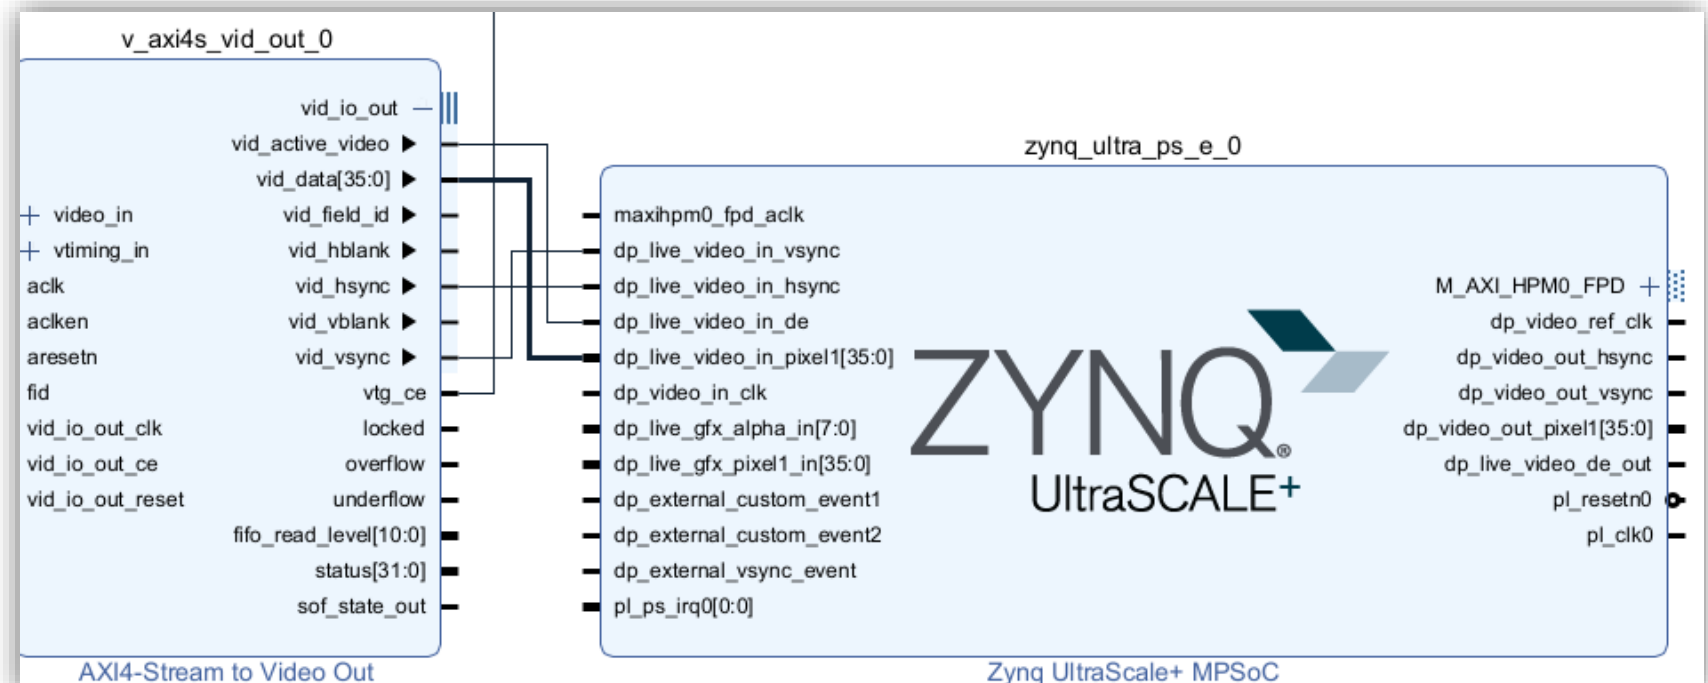 v_axi4s_vid_out_0
vid_io_out
vid_active_video
vid_data[35:0]
video_in
vid_field_id
vtiming_in
vid_hblank
aclk
vid_hsync
aclken
vid_vblank
aresetn
vid_vsync
fid
vtg_ce
vid_io_out_clk
locked
vid_io_out_ce
overflow
vid_io_out_reset
underflow
fifo_read_level[10:0]
status[31:0]
sof_state_out
AXI4-Stream to Video Out
zynq_ultra_ps_e_0
maxihpm0_fpd_aclk
dp_live_video_in_vsync
dp_live_video_in_hsync
dp_live_video_in_de
dp_live_video_in_pixel1[35:0]
dp_video_in_clk
dp_live_gfx_alpha_in[7:0]
dp_live_gfx_pixel1_in[35:0]
dp_external_custom_event1
dp_external_custom_event2
dp_external_vsync_event
pl_ps_irq0[0:0]
ZYNQ®
UltraSCALE+
M_AXI_HPM0_FPD
dp_video_ref_clk
dp_video_out_hsync
dp_video_out_vsync
dp_video_out_pixel1[35:0]
dp_live_video_de_out
pl_resetn0
pl_clk0
Zynq UltraScale+ MPSoC